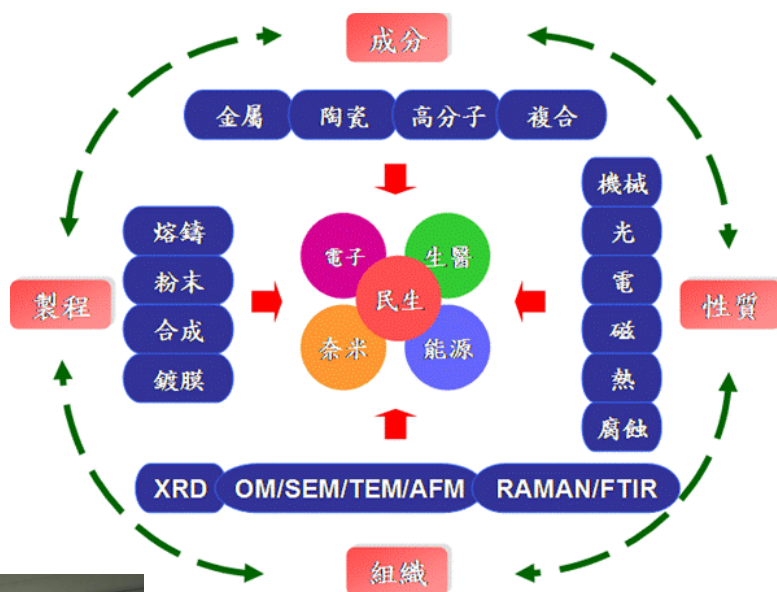 成分
金屬 陶瓷 高分子 複合
機械
光
電
磁
熱
腐蝕
性質
製程
熔鑄
粉末
合成
鍍膜
電子 生醫
民生
奈米 能源
XRD OM/SEM/TEM/AFM RAMAN/FTIR
組織